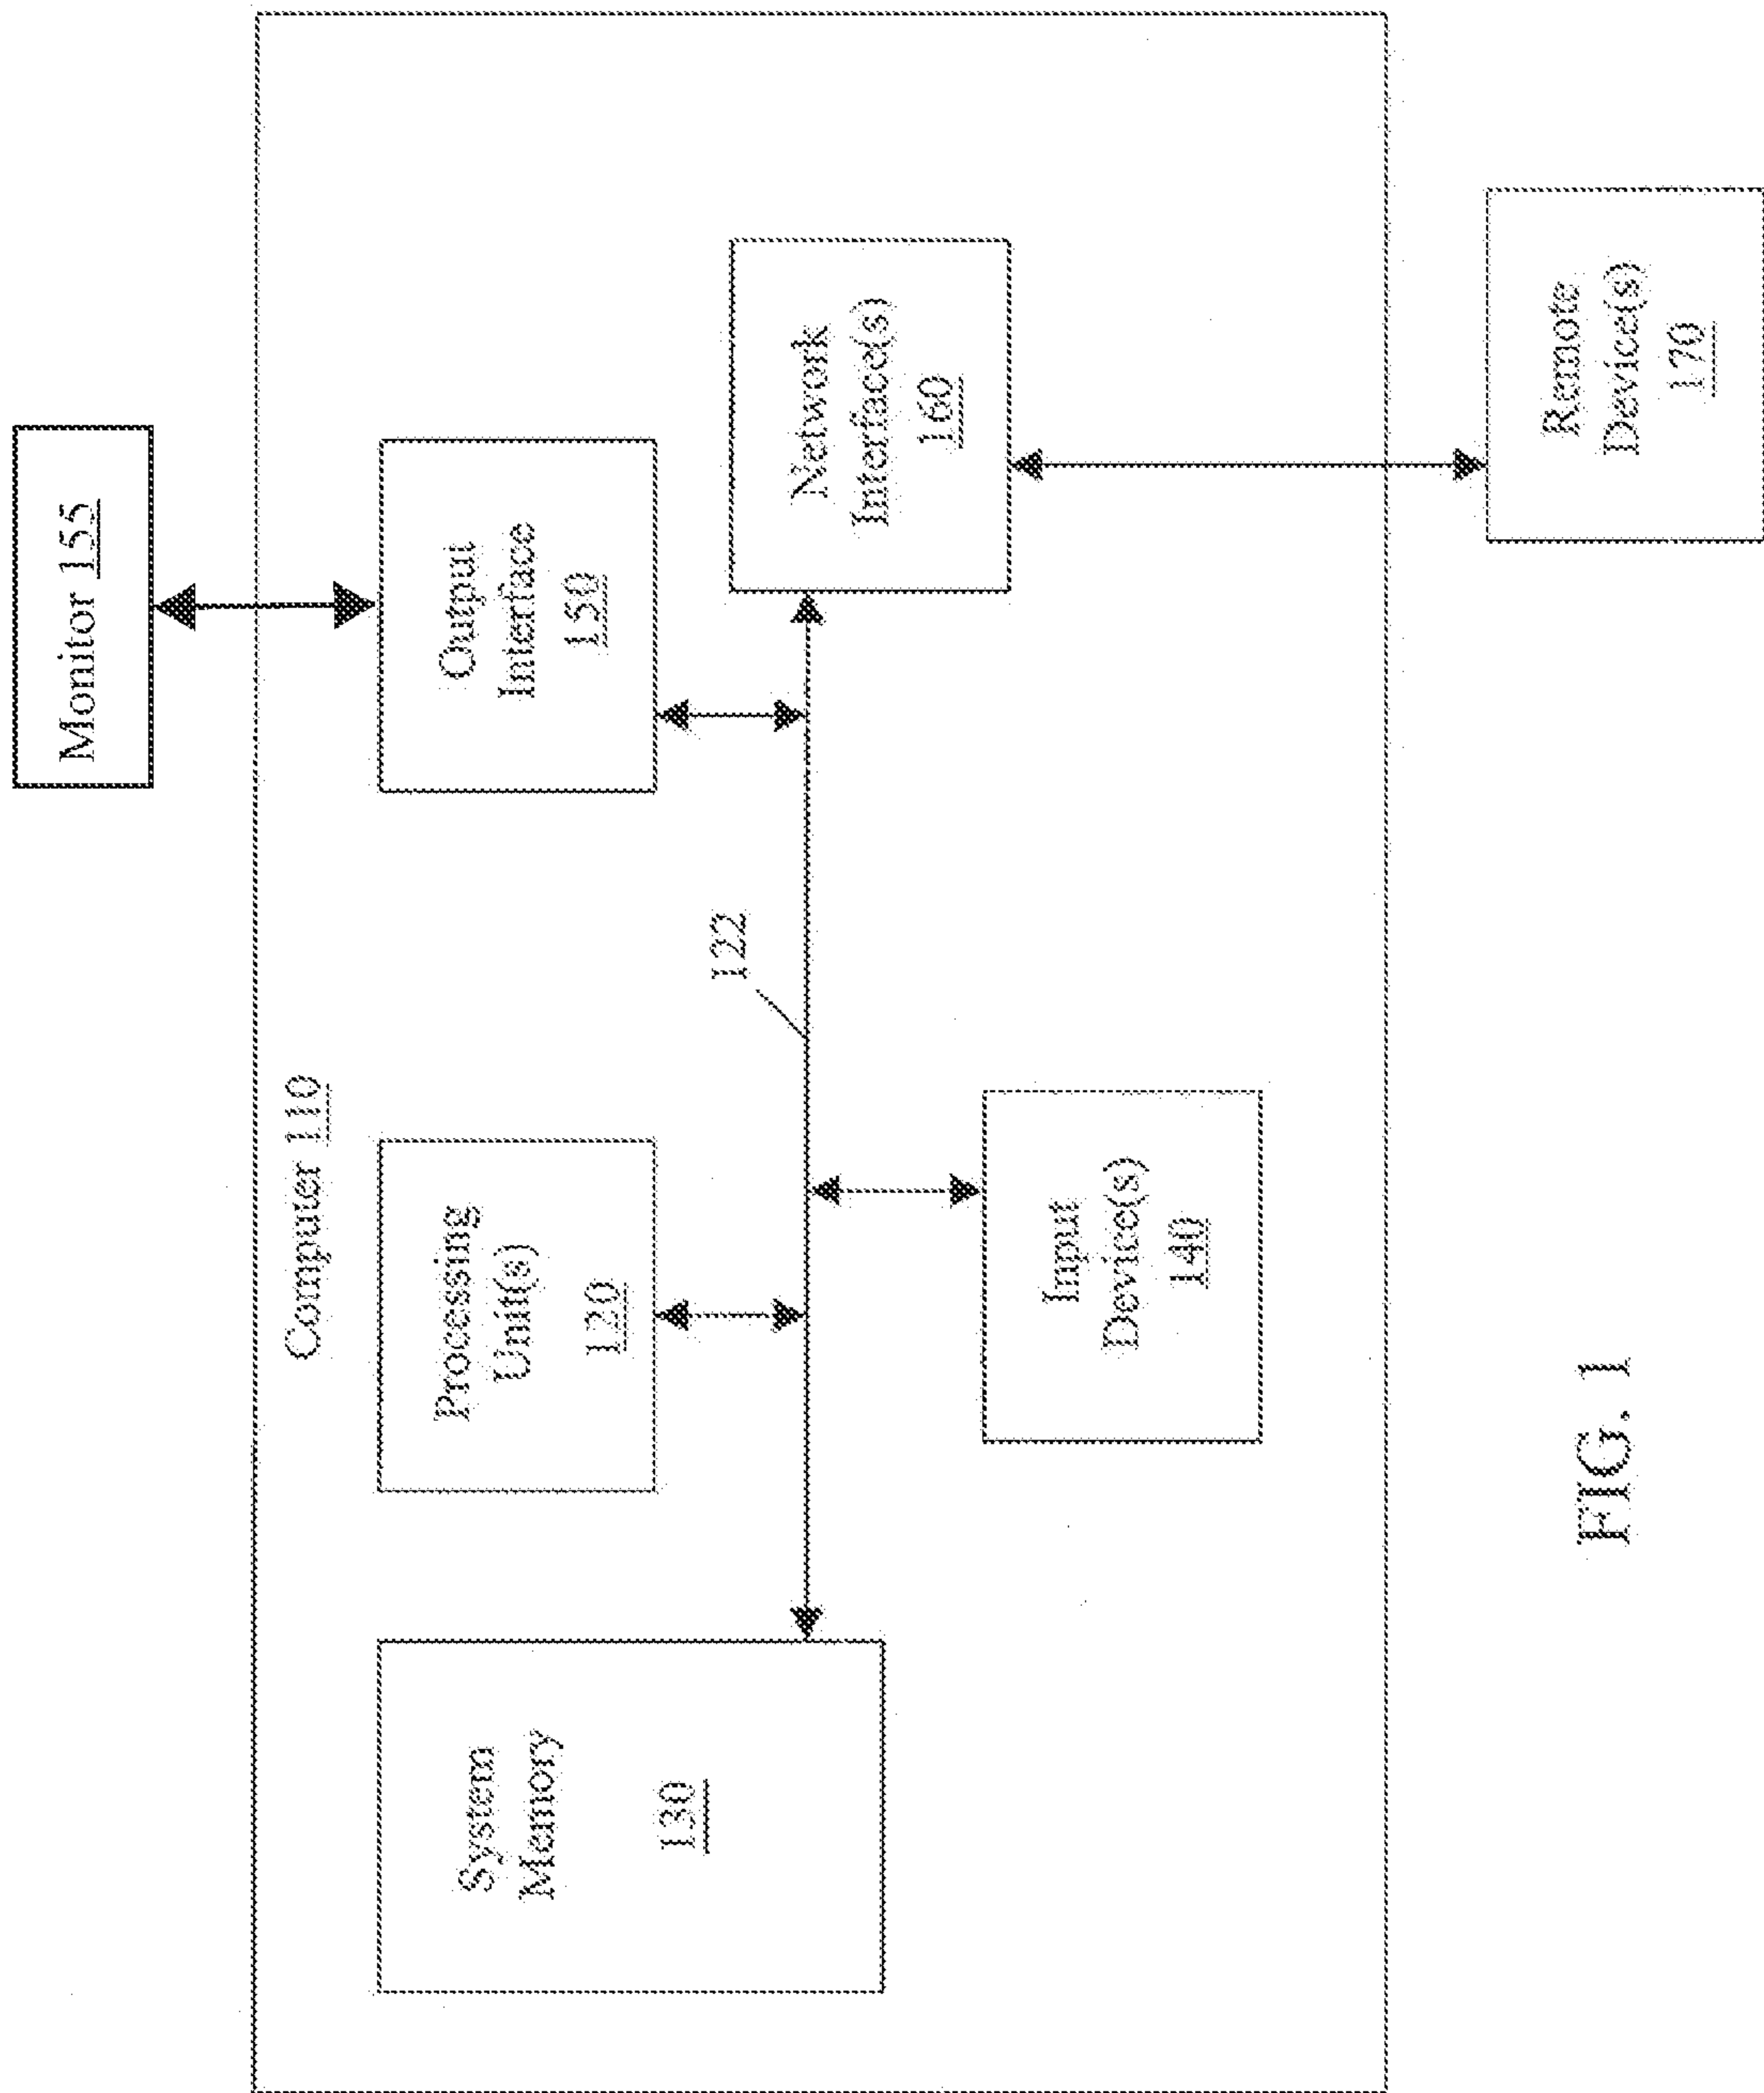 Monitor 155
Computer 110
System
Memory
130
Processing
Unit(s)
120
Output
Interface
150
122
Network
Interface(s)
160
Input
Device(s)
140
Remote
Device(s)
170
FIG. 1